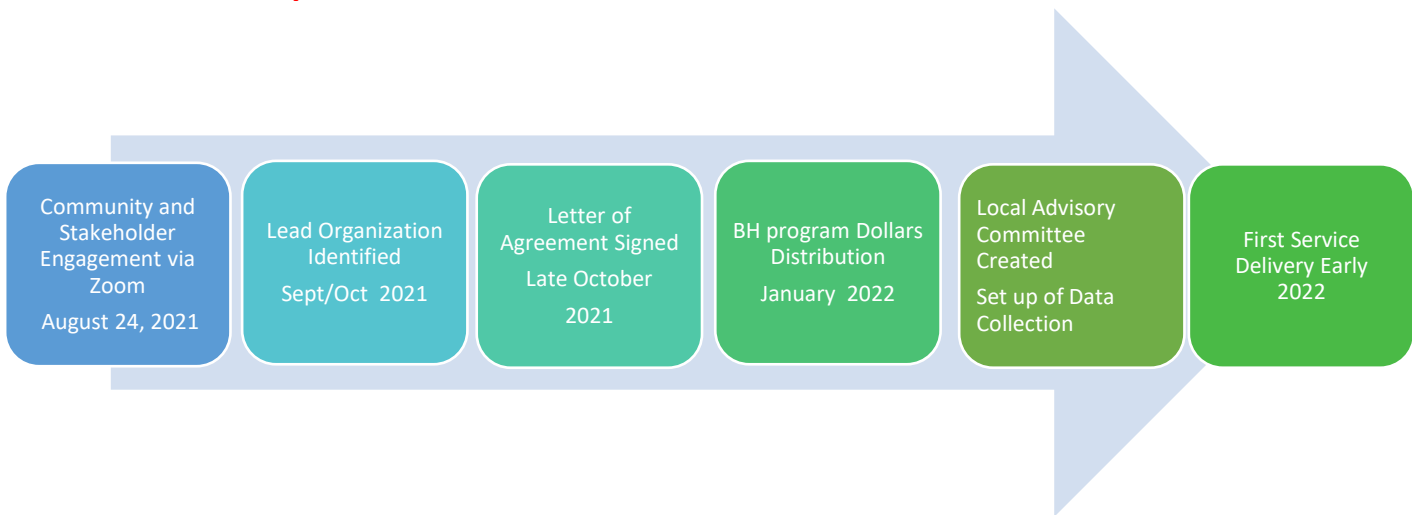 Community and
Stakeholder
Engagement via
Zoom
August 24, 2021
Lead Organization
Identified
Sept/Oct 2021
Letter of
Agreement Signed
Late October
2021
BH program Dollars
Distribution
January 2022
Local Advisory
Committee
Created
Set up of Data
Collection
First Service
Delivery Early
2022